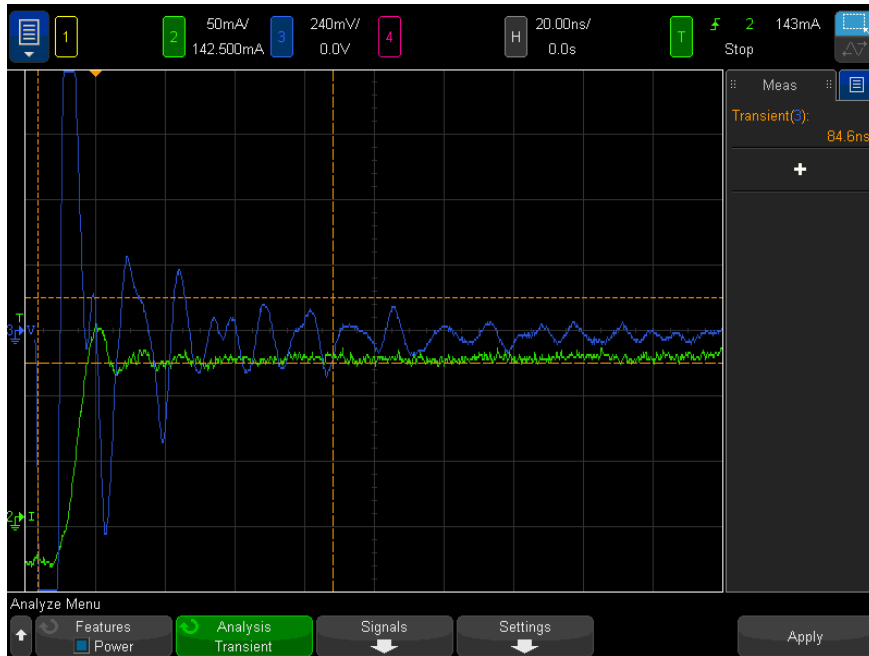 1
2 50mA/ 142.500mA
3 240mV/ 0.0V
4
H 20.00ns/ 0.0s
T 2 143mA
Stop
Meas
Transient(3):
84.6ns
+
T
3 V
2 I
Analyze Menu
Features
Power
Analysis
Transient
Signals
Settings
Apply